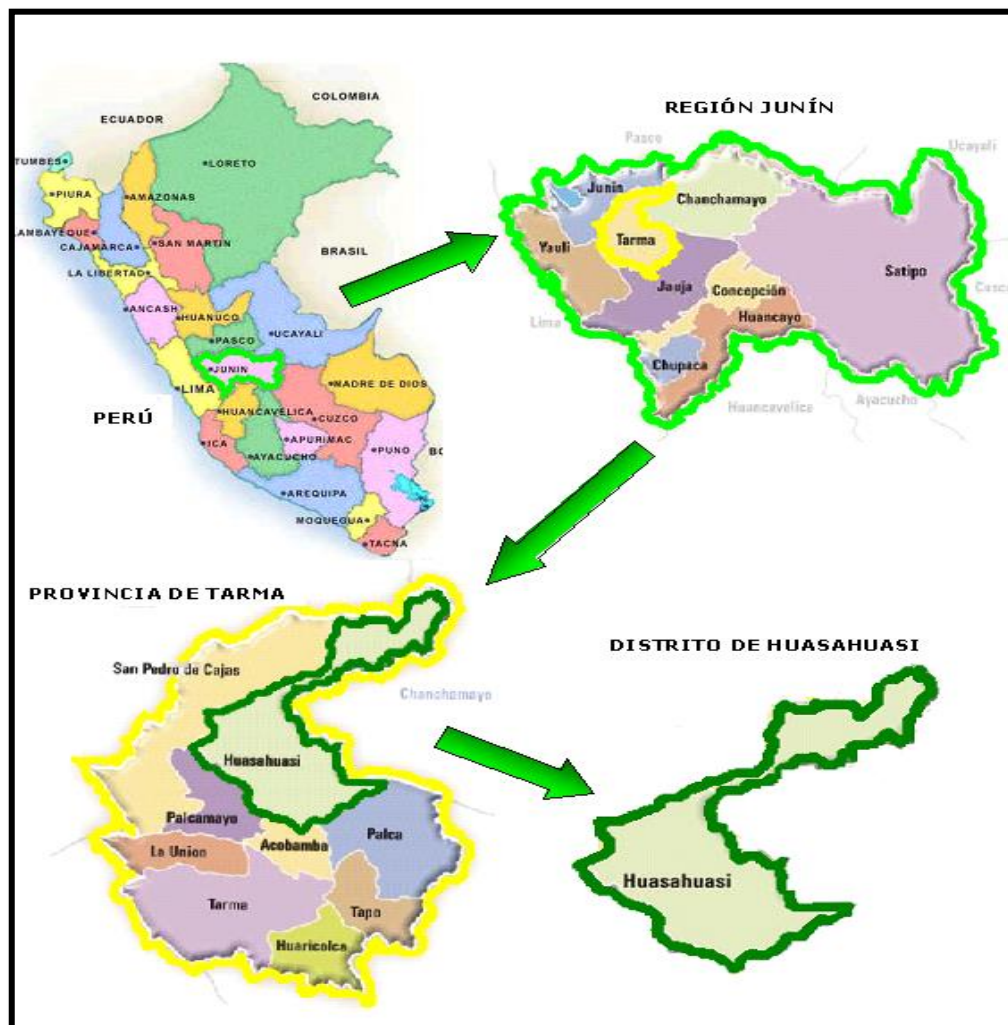 COLOMBIA
ECUADOR
TUMBES
LORETO
PIURA
AMAZONAS
LAMBAYEQUE
CAJAMARCA
SAN MARTIN
BRASIL
LA LIBERTAD
ANCASH
HUANUCO
UCAYALI
PASCO
JUNIN
LIMA
MADRE DE DIOS
HUANCAVELICA
CUZCO
PERÚ
ICA
APURIMAC
PUNO
BO
AYACUCHO
AREQUIPA
MOQUEGUA
TACNA
REGIÓN JUNÍN
Pasco
Ucayali
Junin
Chanchamayo
Tarma
Yauli
Satipo
Jauja
Concepción
Cusco
Lima
Huancayo
Chupaca
Ayacucho
Huancavelica
PROVINCIA DE TARMA
San Pedro de Cajas
Chanchamayo
Huasahuasi
Palcamayo
Acobamba
Palca
La Union
Tarma
Tapo
Huaricolca
DISTRITO DE HUASAHUASI
Huasahuasi